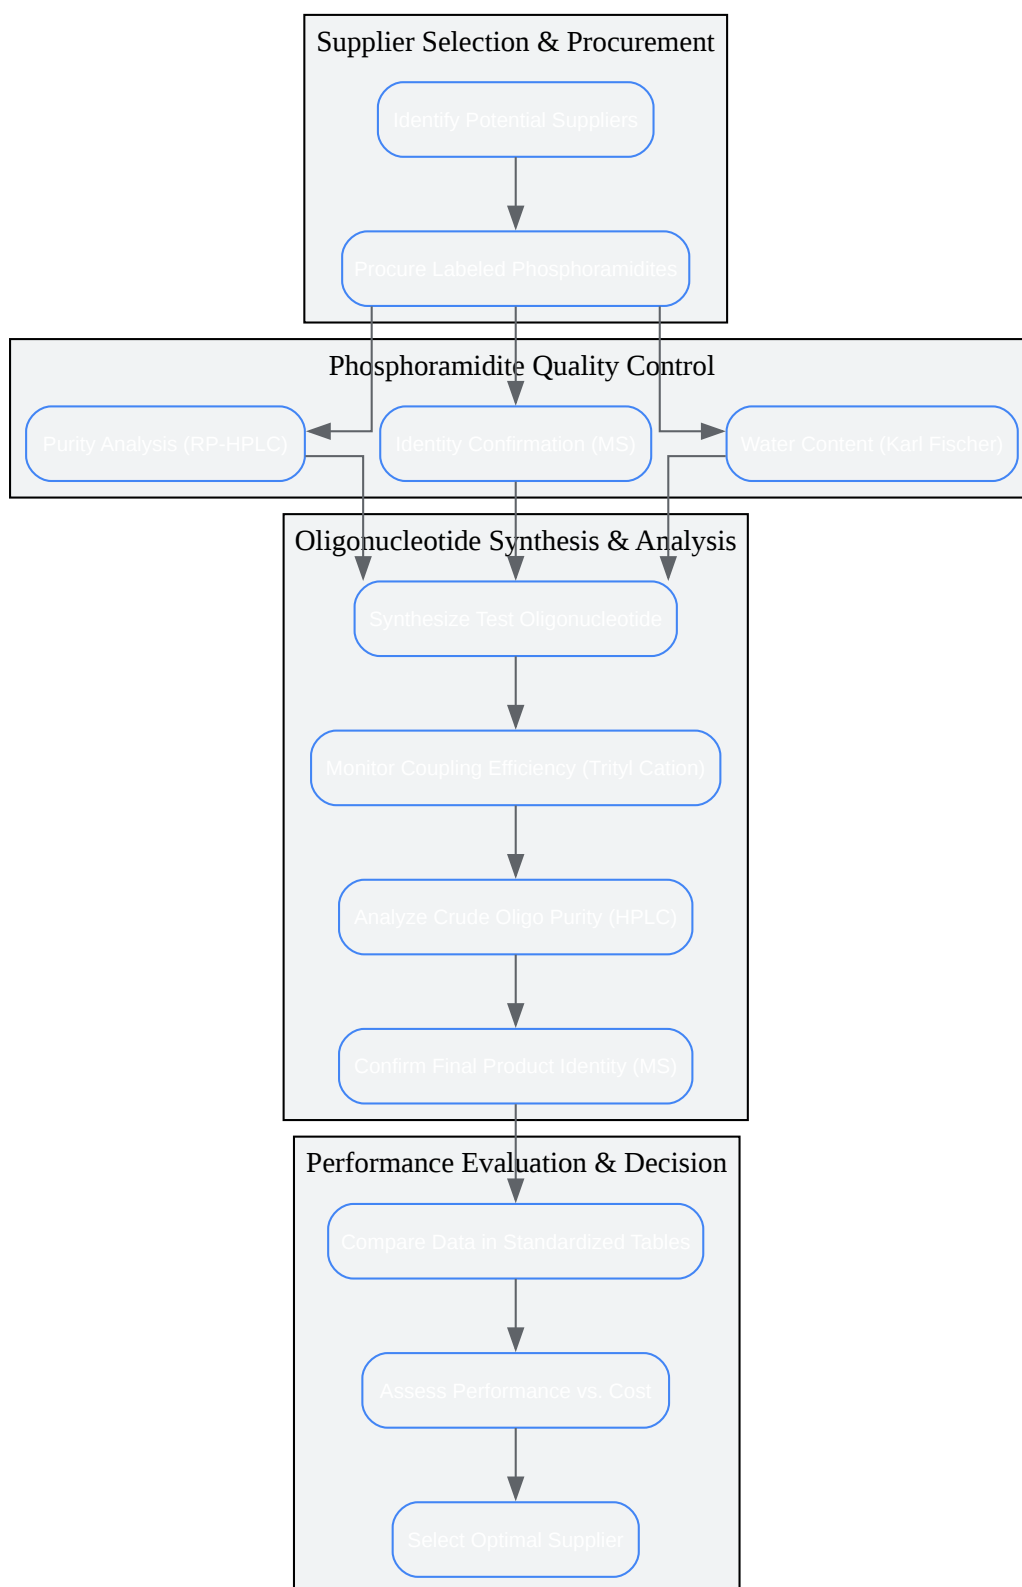 Supplier Selection & Procurement
Identify Potential Suppliers
Procure Labeled Phosphoramidites
Phosphoramidite Quality Control
Purity Analysis (RP-HPLC)
Identity Confirmation (MS)
Water Content (Karl Fischer)
Oligonucleotide Synthesis & Analysis
Synthesize Test Oligonucleotide
Monitor Coupling Efficiency (Trityl Cation)
Analyze Crude Oligo Purity (HPLC)
Confirm Final Product Identity (MS)
Performance Evaluation & Decision
Compare Data in Standardized Tables
Assess Performance vs. Cost
Select Optimal Supplier